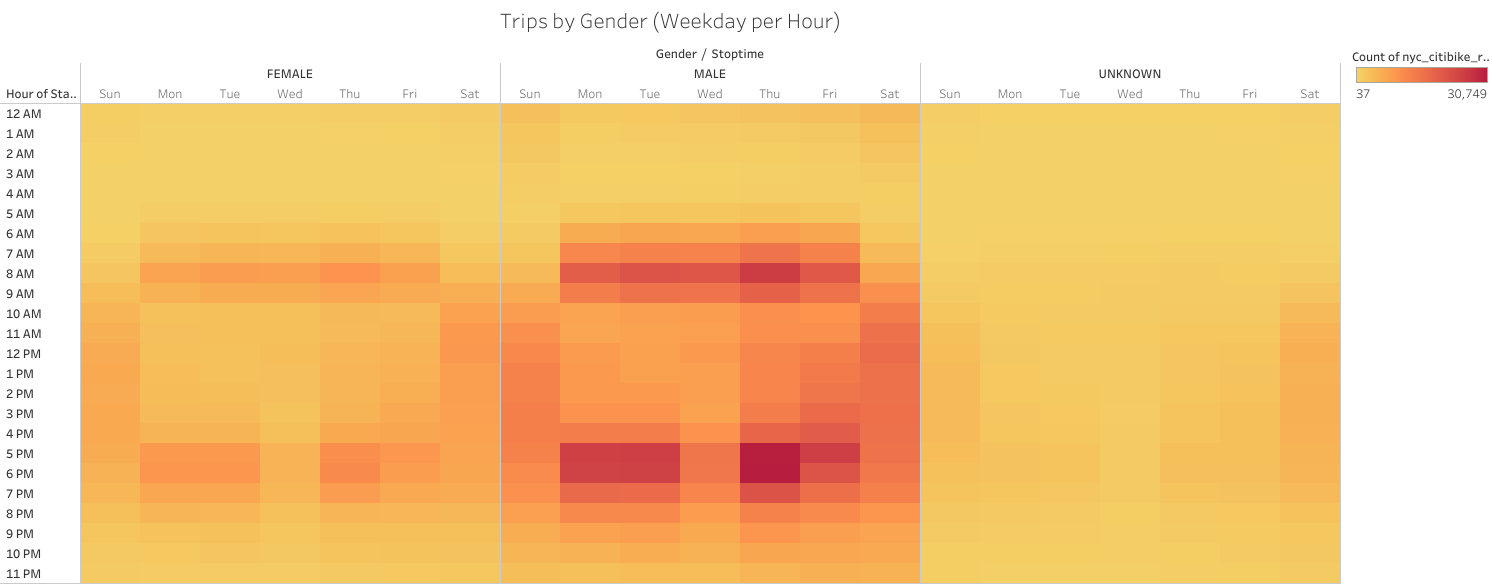 Trips by Gender (Weekday per Hour)
Gender / Stoptime
Count of nyc_citibike_r..
FEMALE MALE UNKNOWN
37 30,749
Hour of Sta.. Sun Mon Tue Wed Thu Fri Sat Sun Mon Tue Wed Thu Fri Sat Sun Mon Tue Wed Thu Fri Sat
12 AM
1 AM
2 AM
3 AM
4 AM
5 AM
6 AM
7 AM
8 AM
9 AM
10 AM
11 AM
12 PM
1 PM
2 PM
3 PM
4 PM
5 PM
6 PM
7 PM
8 PM
9 PM
10 PM
11 PM